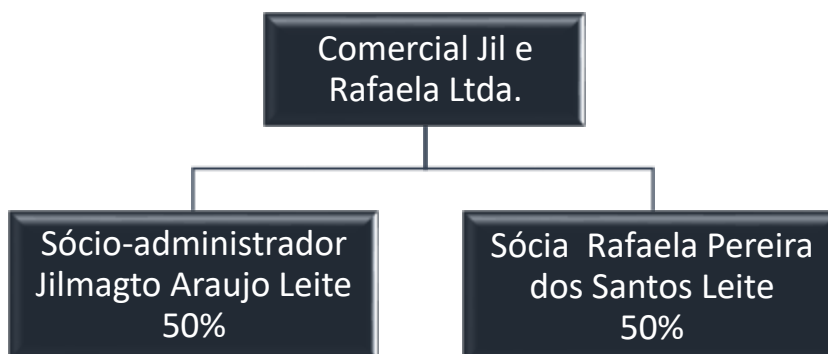 Comercial Jil e
Rafaela Ltda.
Sócio-administrador
Jilmagto Araujo Leite
50%
Sócia Rafaela Pereira
dos Santos Leite
50%